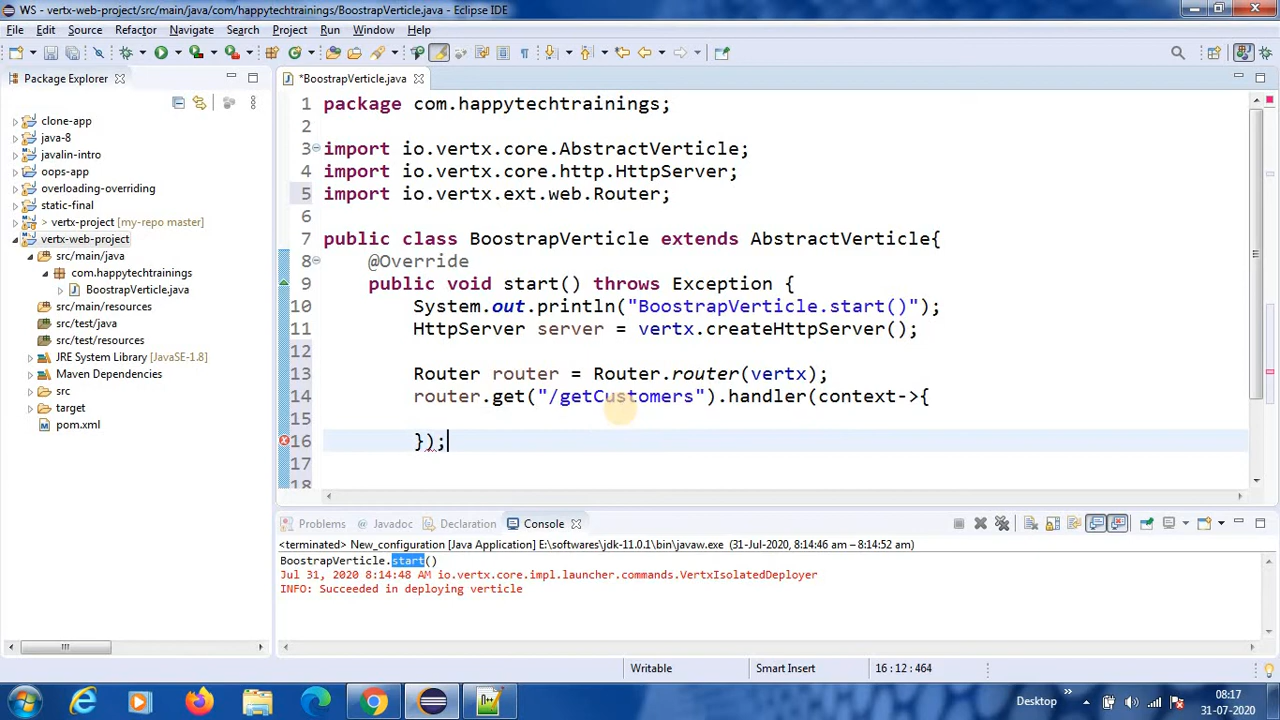 WS - vertx-web-project/src/main/java/com/happytechtrainings/BoostrapVerticle.java - Eclipse IDE
File Edit Source Refactor Navigate Search Project Run Window Help
Package Explorer
clone-app
java-8
javalin-intro
oops-app
overloading-overriding
static-final
> vertx-project [my-repo master]
vertx-web-project
src/main/java
com.happytechtrainings
BoostrapVerticle.java
src/main/resources
src/test/java
src/test/resources
JRE System Library [JavaSE-1.8]
Maven Dependencies
src
target
pom.xml
*BoostrapVerticle.java
1 package com.happytechtrainings;
2
3 import io.vertx.core.AbstractVerticle;
4 import io.vertx.core.http.HttpServer;
5 import io.vertx.ext.web.Router;
6
7 public class BoostrapVerticle extends AbstractVerticle{
8 @Override
9 public void start() throws Exception {
10 System.out.println("BoostrapVerticle.start()");
11 HttpServer server = vertx.createHttpServer();
12
13 Router router = Router.router(vertx);
14 router.get("/getCustomers").handler(context->{
15
16 });
17
18
Problems Javadoc Declaration Console
<terminated> New_configuration [Java Application] E:\softwares\jdk-11.0.1\bin\javaw.exe (31-Jul-2020, 8:14:46 am – 8:14:52 am)
BoostrapVerticle.start()
Jul 31, 2020 8:14:48 AM io.vertx.core.impl.launcher.commands.VertxIsolatedDeployer
INFO: Succeeded in deploying verticle
Writable Smart Insert 16 : 12 : 464
Desktop » 08:17
31-07-2020